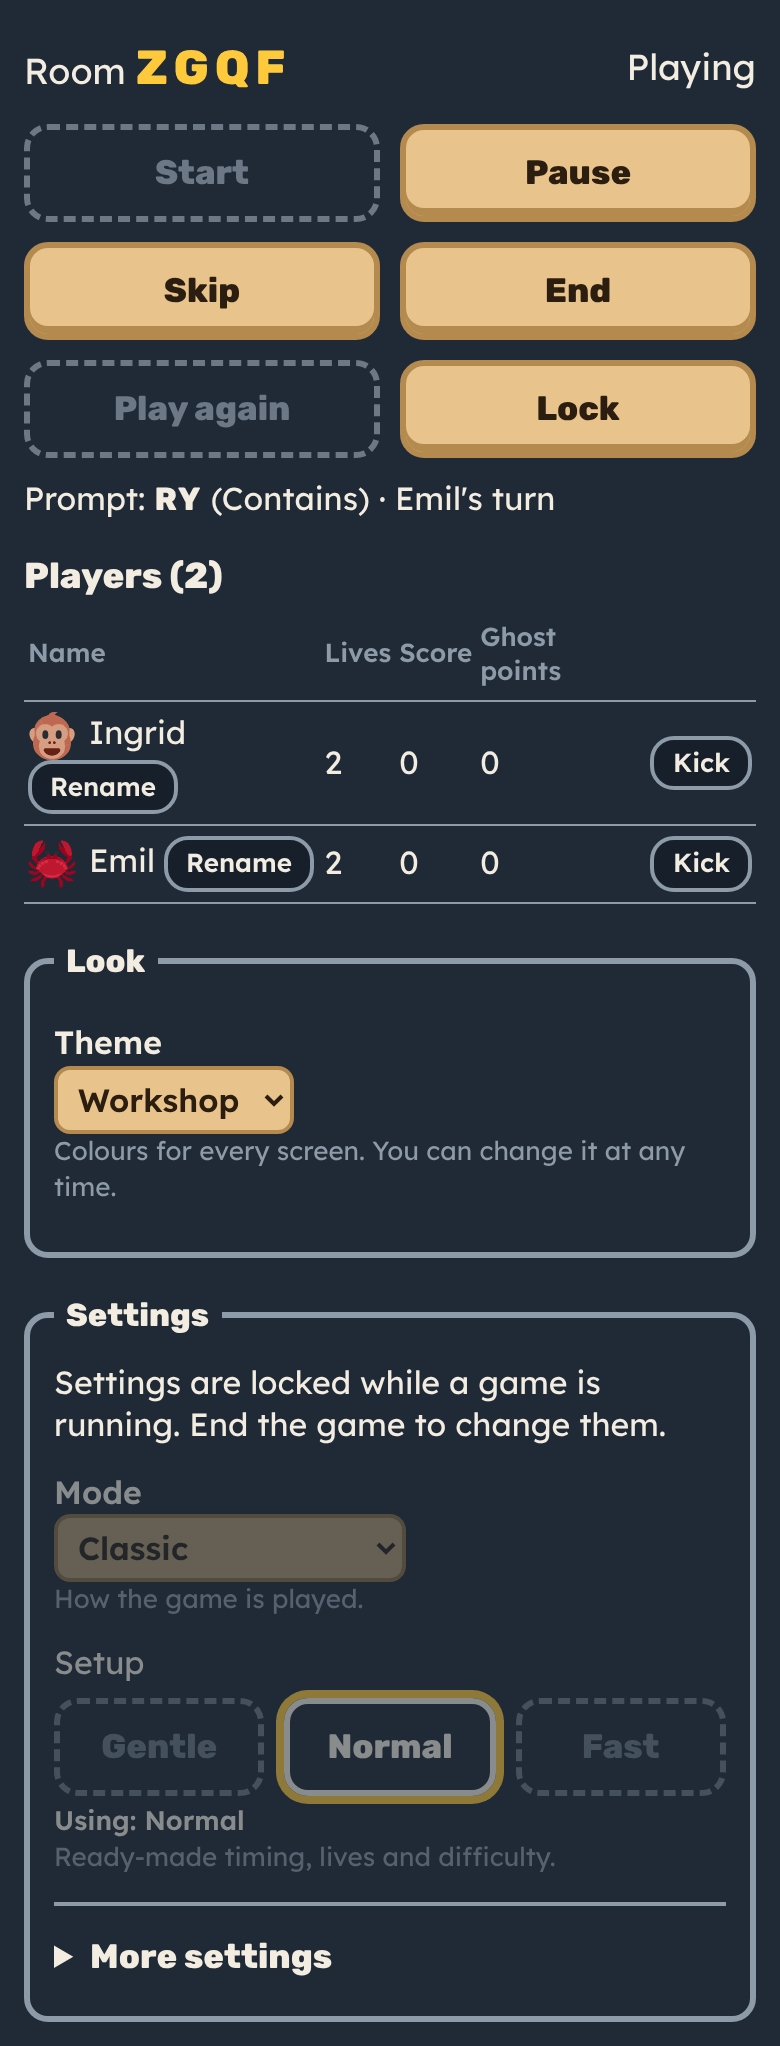 Room ZGQF
Playing
Start
Pause
Skip
End
Play again
Lock
Prompt: RY (Contains) · Emil's turn
Players (2)
Name Lives Score Ghost points
Ingrid
Rename
2 0 0 Kick
Emil Rename 2 0 0 Kick
Look
Theme
Workshop
Colours for every screen. You can change it at any
time.
Settings
Settings are locked while a game is
running. End the game to change them.
Mode
Classic
How the game is played.
Setup
Gentle
Normal
Fast
Using: Normal
Ready-made timing, lives and difficulty.
More settings